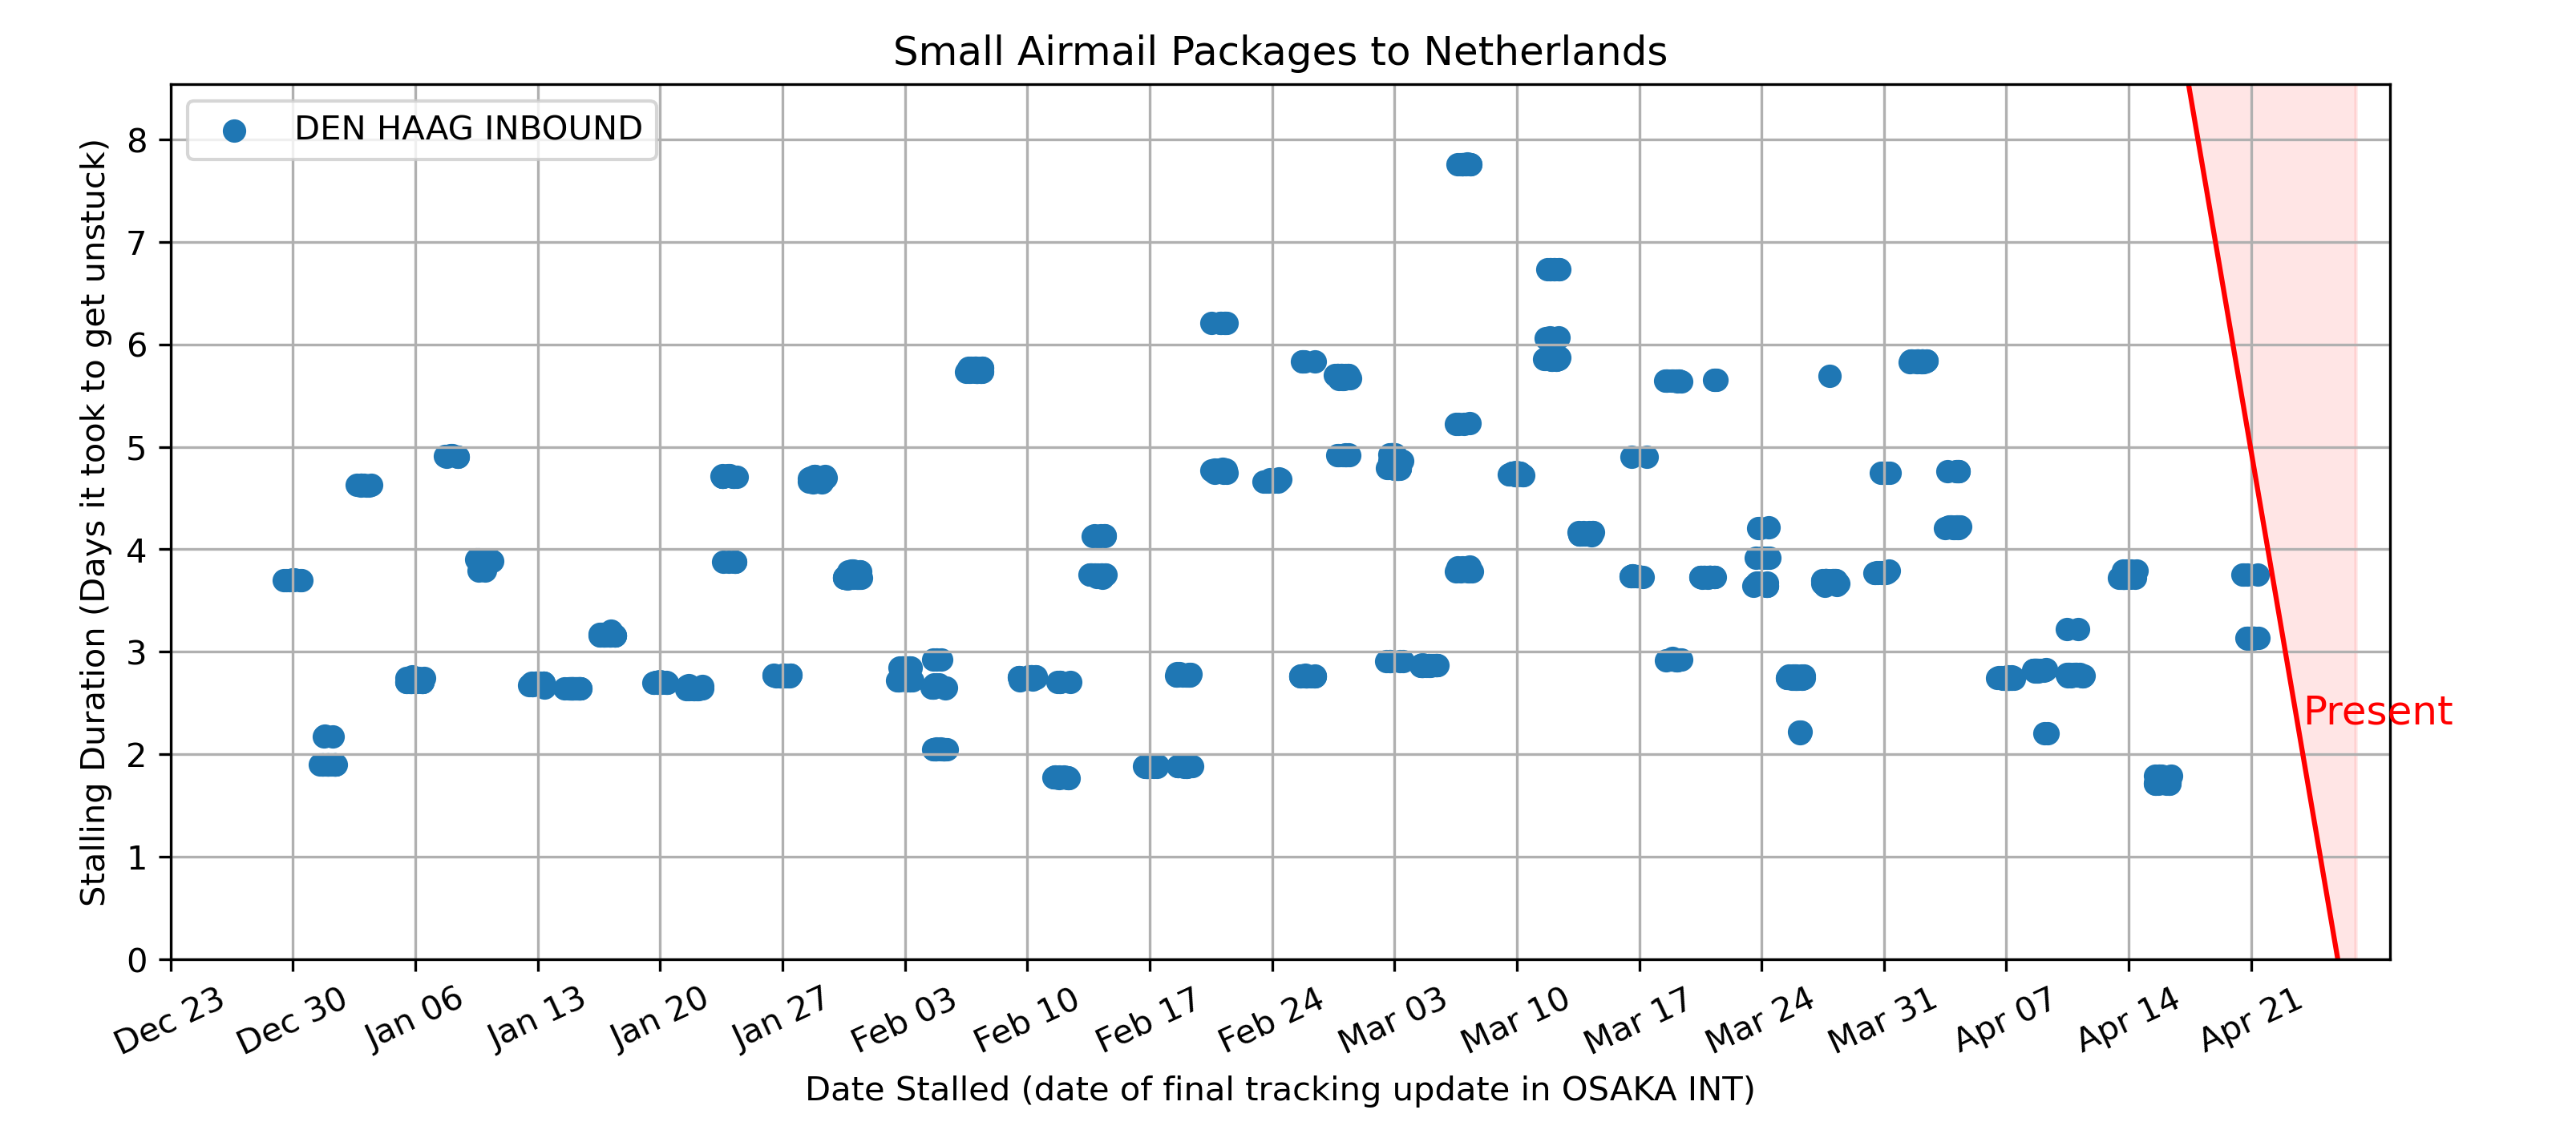 Small Airmail Packages to Netherlands
DEN HAAG INBOUND
Stalling Duration (Days it took to get unstuck)
8
7
6
5
4
3
2
1
0
Present
Dec 23
Dec 30
Jan 06
Jan 13
Jan 20
Jan 27
Feb 03
Feb 10
Feb 17
Feb 24
Mar 03
Mar 10
Mar 17
Mar 24
Mar 31
Apr 07
Apr 14
Apr 21
Date Stalled (date of final tracking update in OSAKA INT)